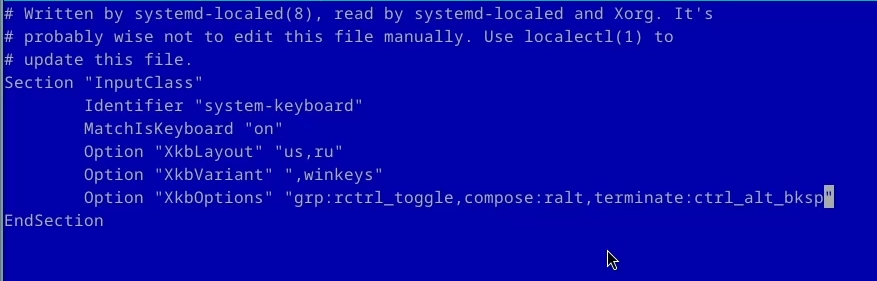 # Written by systemd-localed(8), read by systemd-localed and Xorg. It's
# probably wise not to edit this file manually. Use localectl(1) to
# update this file.
Section "InputClass"
        Identifier "system-keyboard"
        MatchIsKeyboard "on"
        Option "XkbLayout" "us,ru"
        Option "XkbVariant" ",winkeys"
        Option "XkbOptions" "grp:rctrl_toggle,compose:ralt,terminate:ctrl_alt_bksp"
EndSection